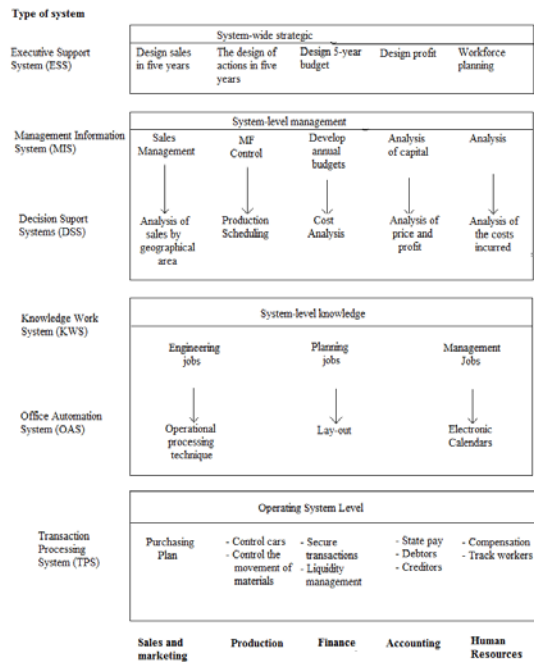 Type of system
System-wide strategic
Executive Support
System (ESS)
Design sales
in five years
The design of
actions in five
years
Design 5-year
budget
Design profit
Workforce
planning
System-level management
Management Information
System (MIS)
Sales
Management
MF
Control
Develop
annual
budgets
Analysis
of capital
Analysis
Decision Suport
Systems (DSS)
Analysis of
sales by
geographical
area
Production
Scheduling
Cost
Analysis
Analysis of
price and
profit
Analysis of
the costs
incurred
System-level knowledge
Knowledge Work
System (KWS)
Engineering
jobs
Planning
jobs
Management
Jobs
Office Automation
System (OAS)
Operational
processing
technique
Lay-out
Electronic
Calendars
Operating System Level
Transaction
Processing
System (TPS)
Purchasing
Plan
- Control cars
- Control the
movement of
materials
- Secure
transactions
- Liquidity
management
- State pay
- Debtors
- Creditors
- Compensation
- Track workers
Sales and
marketing
Production
Finance
Accounting
Human
Resources